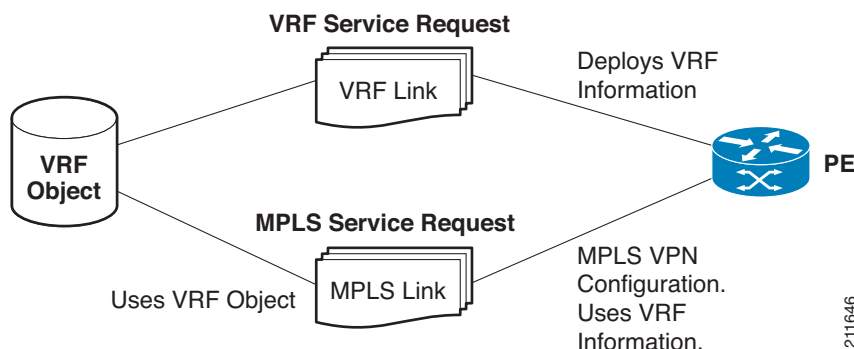 VRF Service Request
VRF Link
Deploys VRF
Information
VRF
Object
PE
MPLS Service Request
Uses VRF Object
MPLS Link
MPLS VPN
Configuration.
Uses VRF
Information.
211646